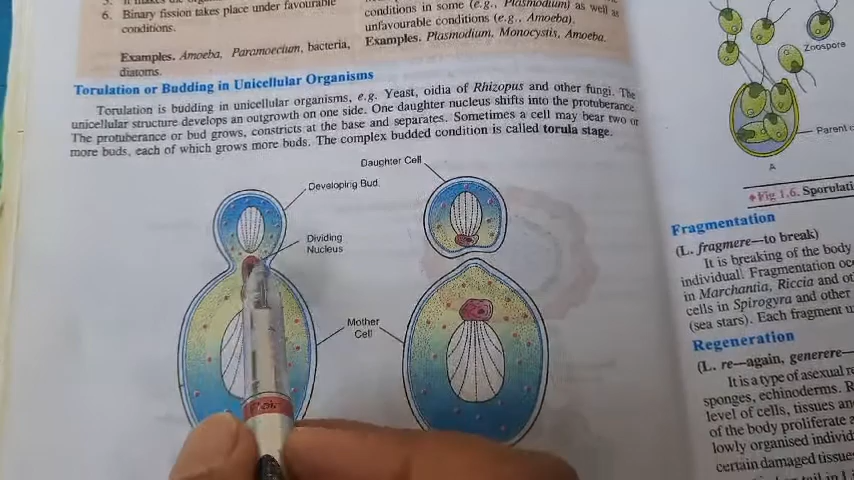 6. Binary fission takes place under favourable
conditions.
Examples. Amoeba, Paramoecium, bacteria,
diatoms.
conditions in some (e.g., Plasmodium) as well as
unfavourable conditions (e.g., Amoeba).
Examples. Plasmodium, Monocystis, Amoeba.
Torulation or Budding in Unicellular Organisms
Torulation is budding in unicellular organisms, e.g. Yeast, oidia of Rhizopus and other fungi. The
unicellular structure develops an outgrowth on one side. One daughter nucleus shifts into the protuberance.
The protuberance or bud grows, constricts at the base and separates. Sometimes a cell may bear two or
more buds, each of which grows more buds. The complex budded condition is called torula stage.
Daughter Cell
Developing Bud
Dividing
Nucleus
Mother
Cell
Zoospore
Parent
A
Fig 1.6.
Fragmentation
(L. fragmere—to break)
It is breaking of the body
individual. Fragmentation
in Marchantia, Riccia and
cells in Spirogyra and other
(sea stars). Each fragment
Regeneration
(L. re—again, generere—
It is a type of asexual
sponges, echinoderms.
level of cells, tissues and
of the body proliferate
lowly organised
certain damaged